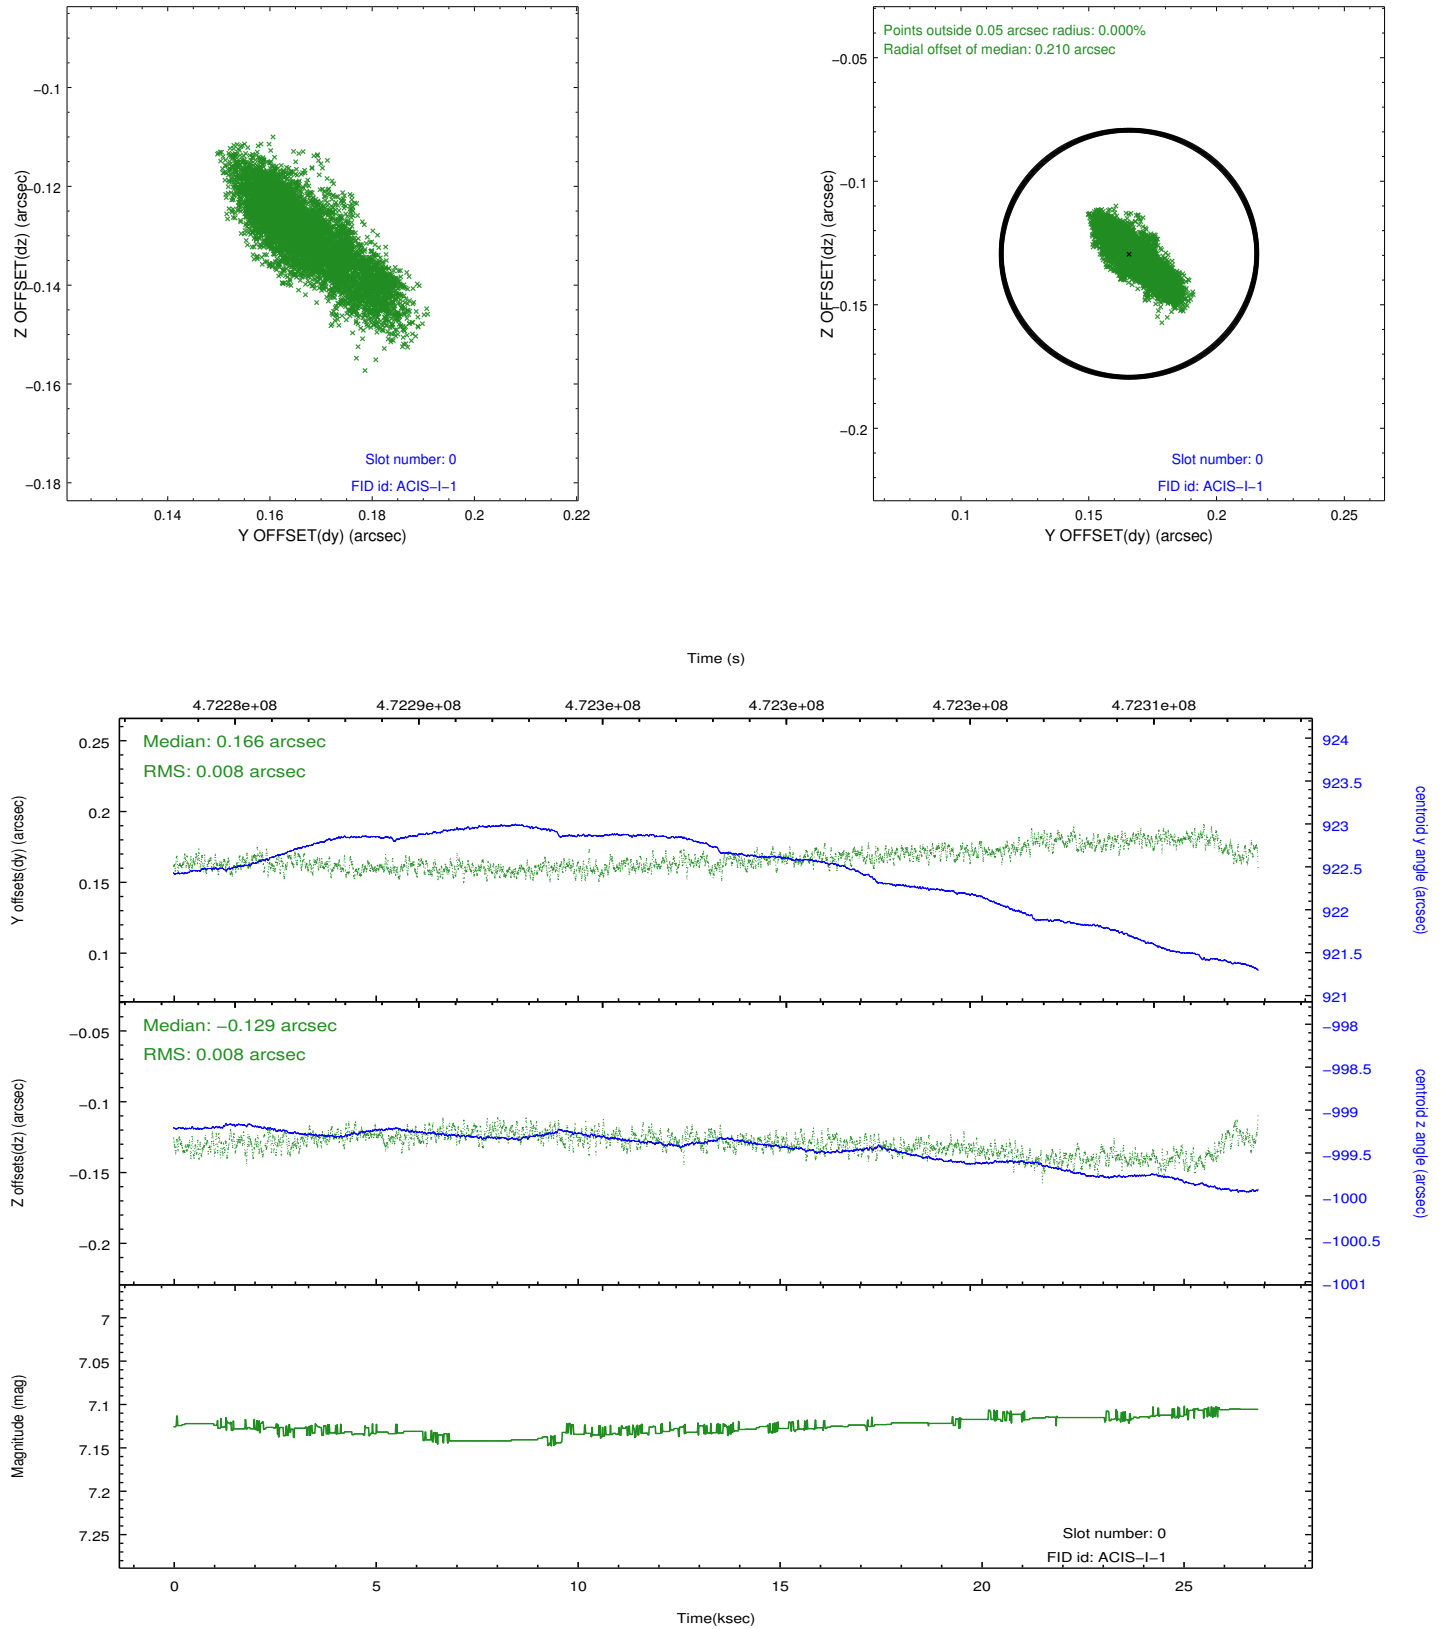 −0.1
−0.12
−0.14
−0.16
−0.18
Z OFFSET(dz) (arcsec)
Slot number: 0
FID id: ACIS−I−1
0.14 0.16 0.18 0.2 0.22
Y OFFSET(dy) (arcsec)
Points outside 0.05 arcsec radius: 0.000%
Radial offset of median: 0.210 arcsec
−0.05
−0.1
−0.15
−0.2
Z OFFSET(dz) (arcsec)
Slot number: 0
FID id: ACIS−I−1
0.1 0.15 0.2 0.25
Y OFFSET(dy) (arcsec)
Time (s)
4.7228e+08 4.7229e+08 4.723e+08 4.723e+08 4.723e+08 4.7231e+08
Median: 0.166 arcsec
RMS: 0.008 arcsec
0.25
0.2
0.15
0.1
Y offsets(dy) (arcsec)
924
923.5
923
922.5
922
921.5
921
centroid y angle (arcsec)
Median: −0.129 arcsec
RMS: 0.008 arcsec
−0.05
−0.1
−0.15
−0.2
Z offsets(dz) (arcsec)
−998
−998.5
−999
−999.5
−1000
−1000.5
−1001
centroid z angle (arcsec)
7
7.05
7.1
7.15
7.2
7.25
Magnitude (mag)
Slot number: 0
FID id: ACIS−I−1
0 5 10 15 20 25
Time(ksec)